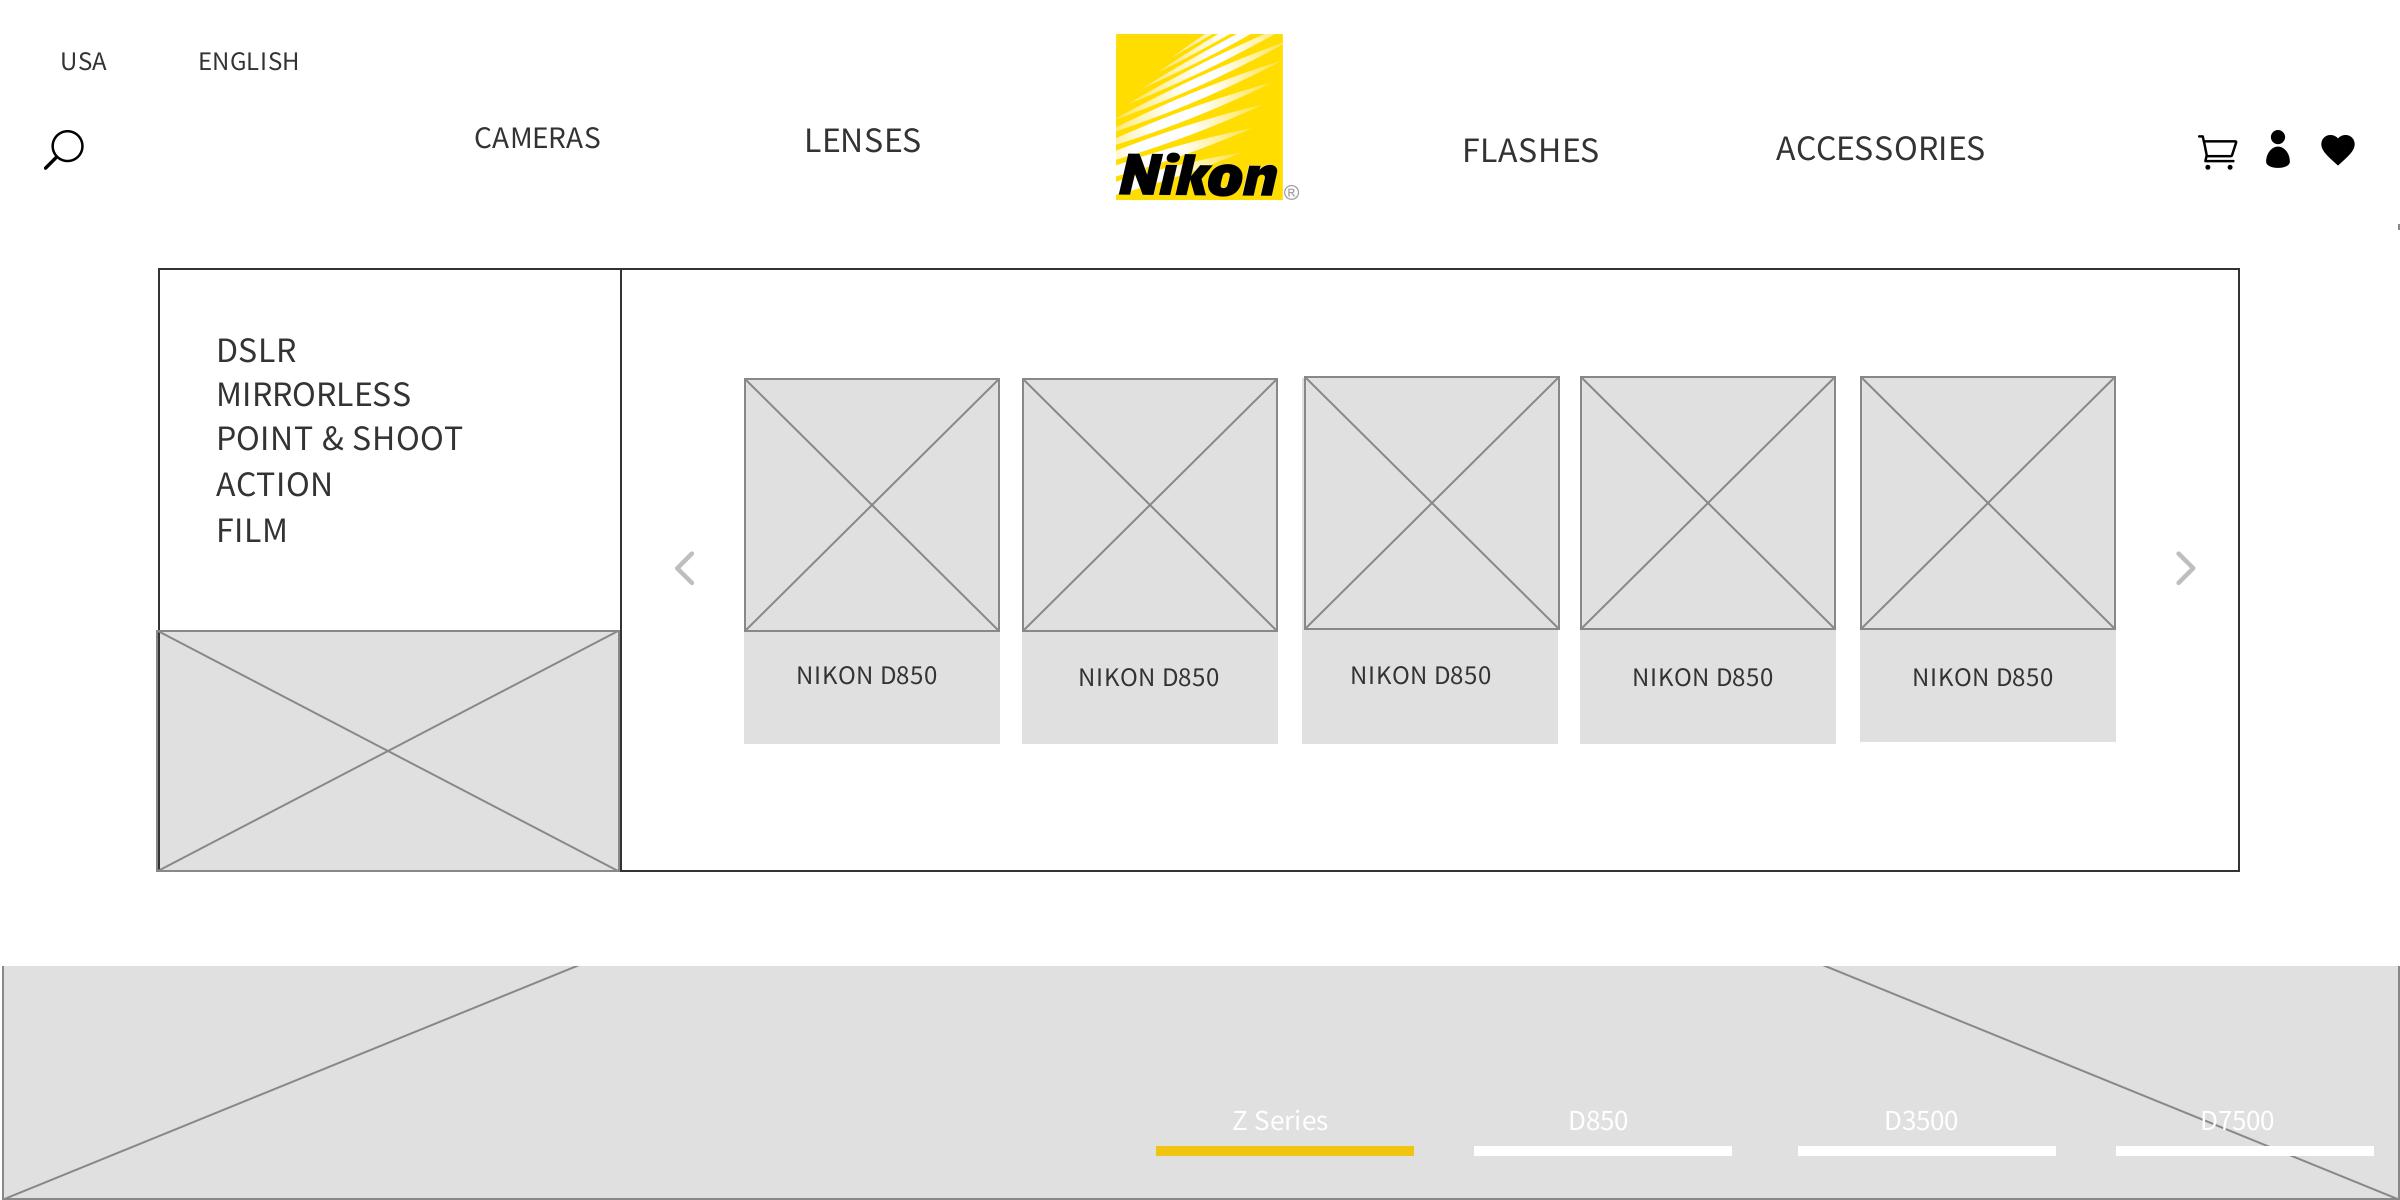 USA
ENGLISH
CAMERAS
LENSES
Nikon®
FLASHES
ACCESSORIES
DSLR
MIRRORLESS
POINT & SHOOT
ACTION
FILM
NIKON D850
NIKON D850
NIKON D850
NIKON D850
NIKON D850
Z Series
D850
D3500
D7500